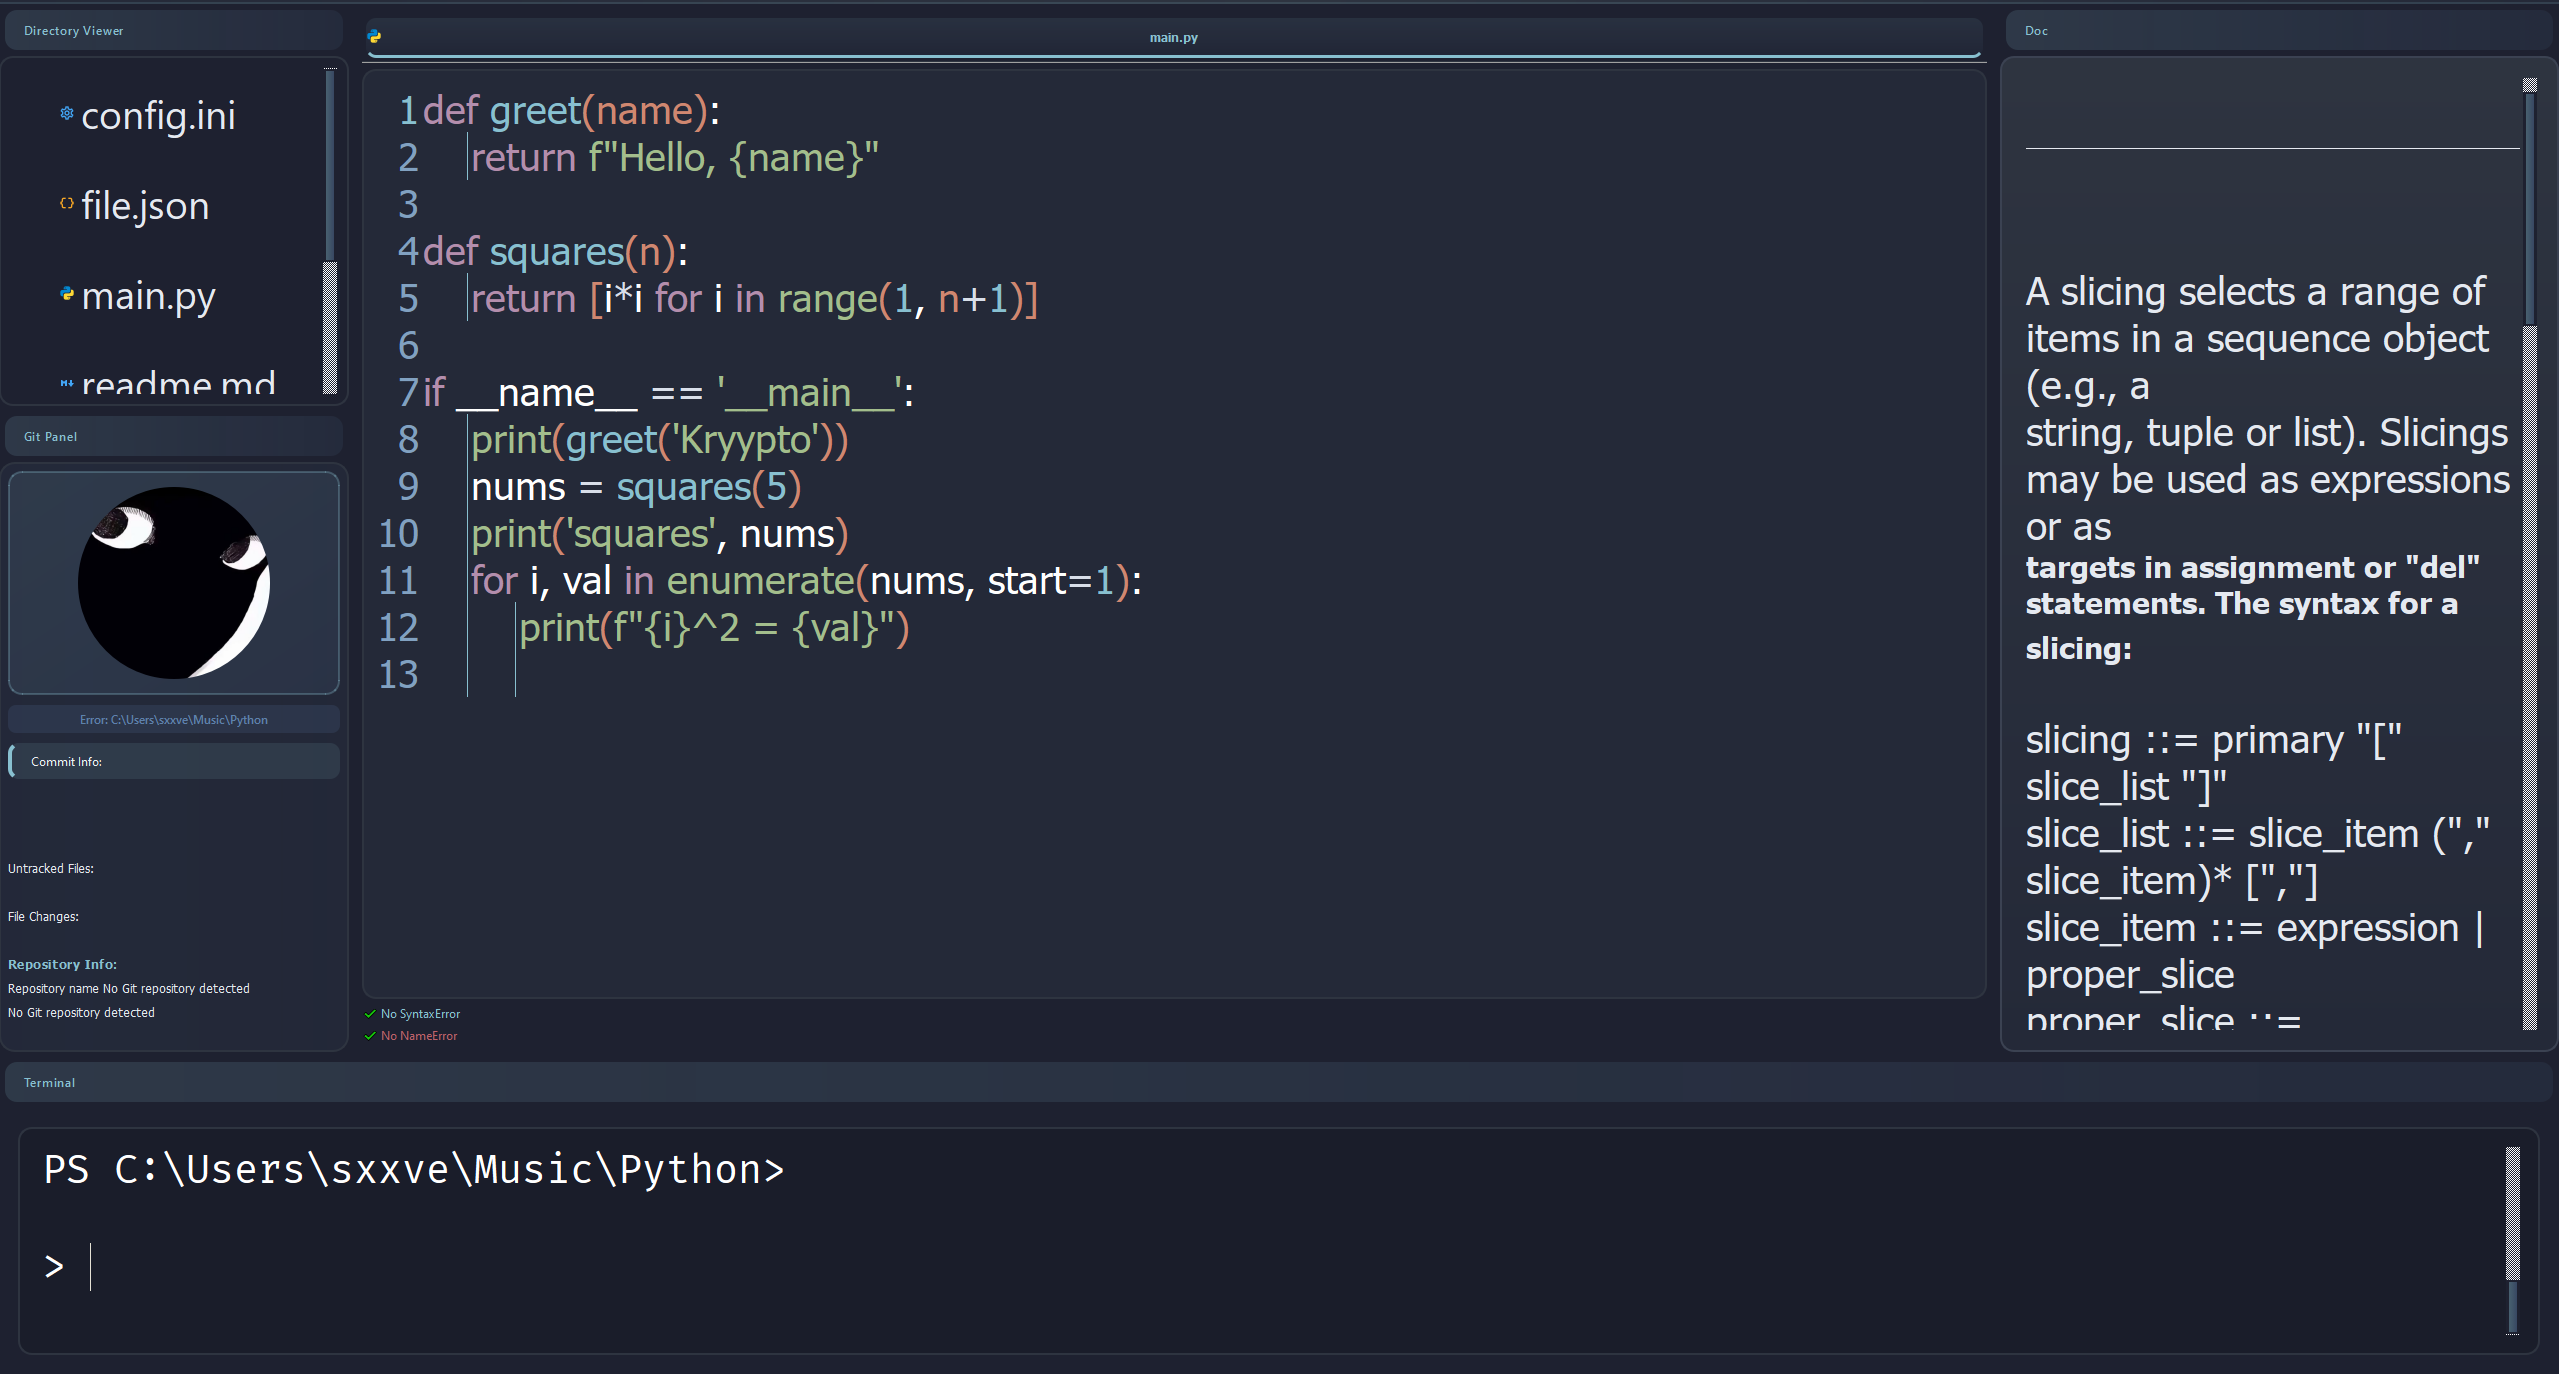 Directory Viewer
config.ini
file.json
main.py
readme.md
Git Panel
Error: C:\Users\sxxve\Music\Python
Commit Info:
Untracked Files:
File Changes:
Repository Info:
Repository name No Git repository detected
No Git repository detected
main.py
1 def greet(name):
2     return f"Hello, {name}"
3
4 def squares(n):
5     return [i*i for i in range(1, n+1)]
6
7 if __name__ == '__main__':
8     print(greet('Kryypto'))
9     nums = squares(5)
10     print('squares', nums)
11     for i, val in enumerate(nums, start=1):
12         print(f"{i}^2 = {val}")
13
No SyntaxError
No NameError
Doc
A slicing selects a range of
items in a sequence object
(e.g., a
string, tuple or list). Slicings
may be used as expressions
or as
targets in assignment or "del"
statements. The syntax for a
slicing:
slicing ::= primary "["
slice_list "]"
slice_list ::= slice_item (","
slice_item)* [","]
slice_item ::= expression |
proper_slice
proper_slice ::=
Terminal
PS C:\Users\sxxve\Music\Python>
>